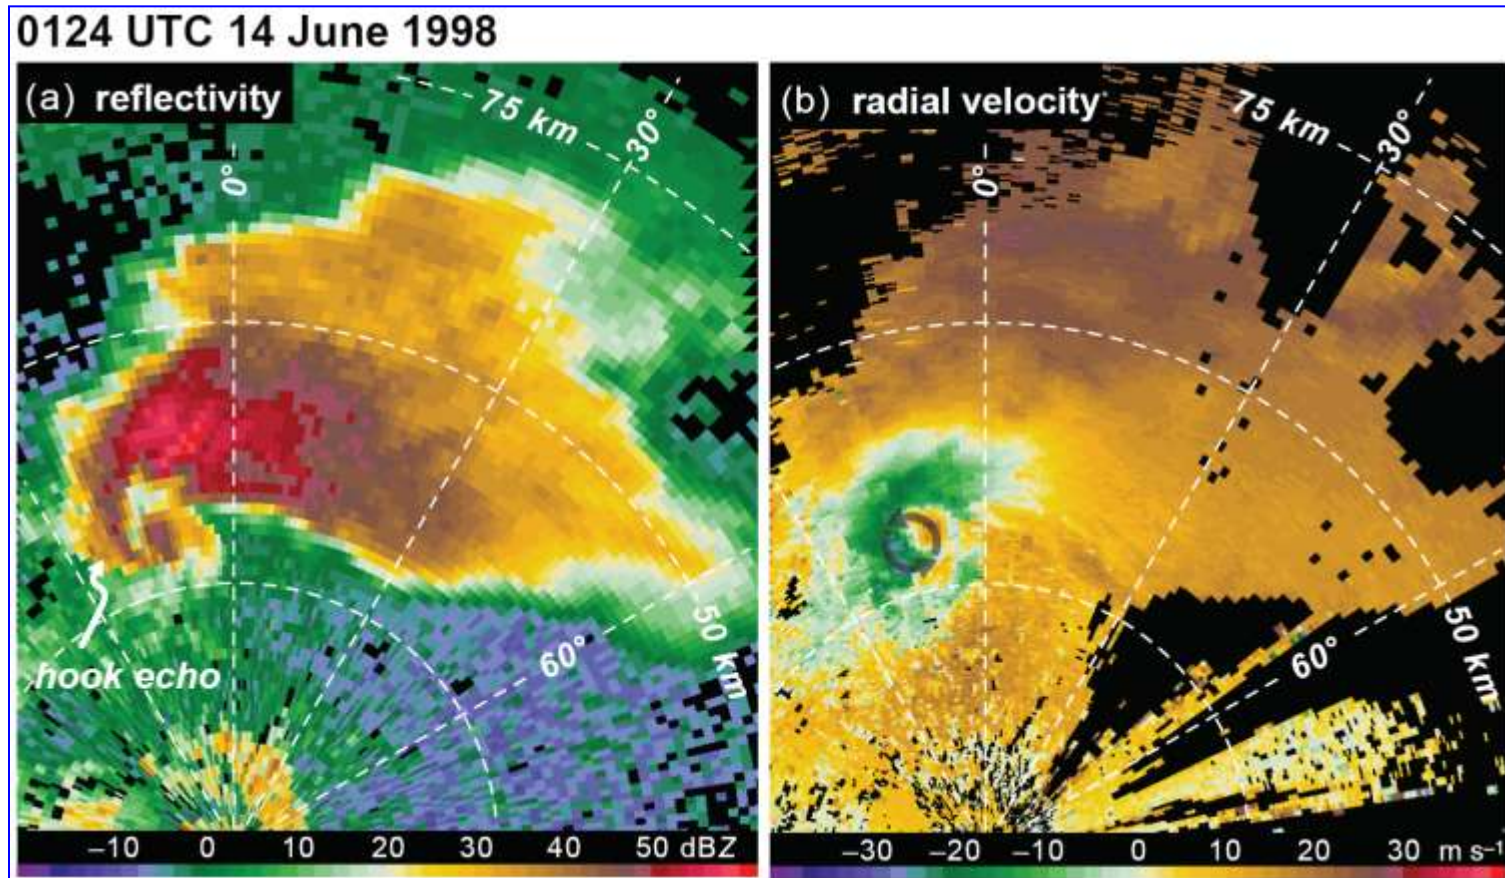 0124 UTC 14 June 1998
(a) reflectivity
75 km
30°
0°
hook echo
60°
50 km
–10 0 10 20 30 40 50 dBZ
(b) radial velocity
75 km
30°
0°
60°
50 km
–30 –20 –10 0 10 20 30 m s⁻¹